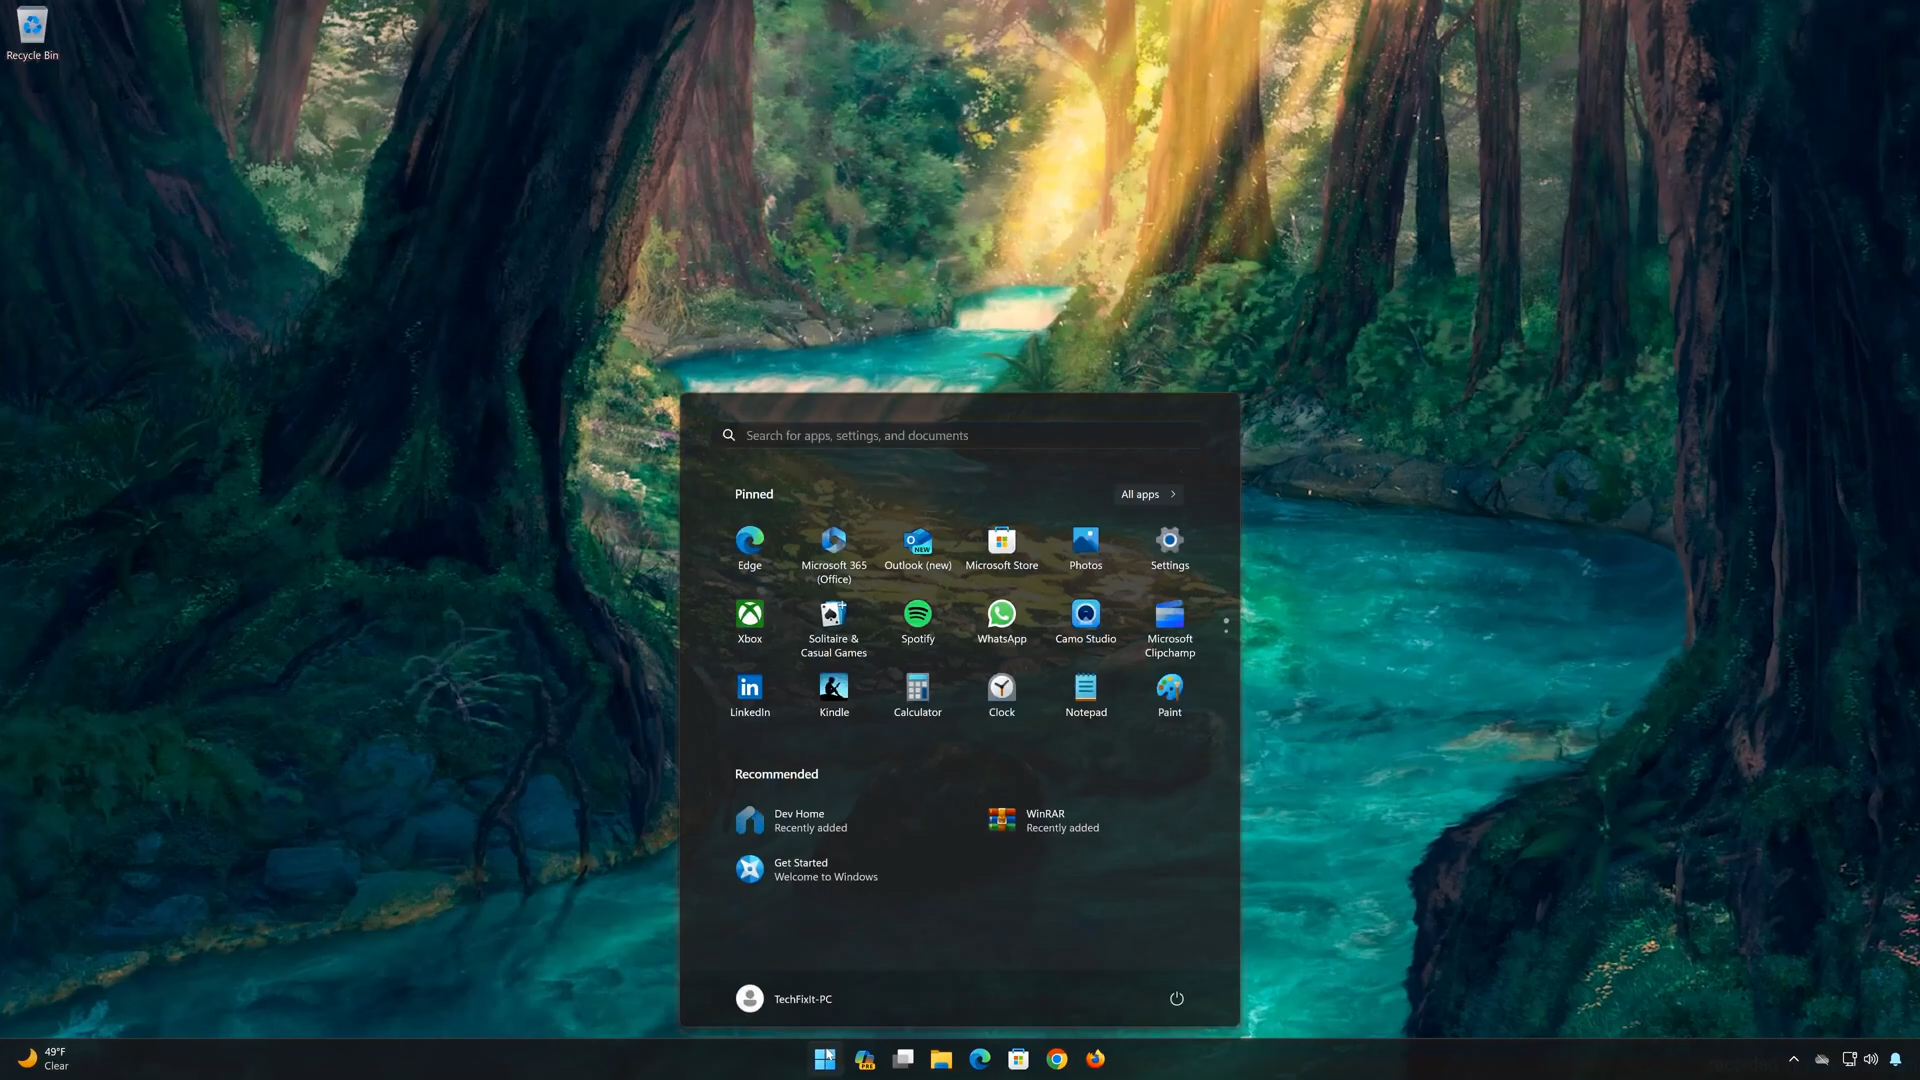 Recycle Bin
Search for apps, settings, and documents
Pinned
All apps
Edge
Microsoft 365
(Office)
Outlook (new)
Microsoft Store
Photos
Settings
Xbox
Solitaire &
Casual Games
Spotify
WhatsApp
Camo Studio
Microsoft
Clipchamp
LinkedIn
Kindle
Calculator
Clock
Notepad
Paint
Recommended
Dev Home
Recently added
WinRAR
Recently added
Get Started
Welcome to Windows
TechFixIt-PC
49°F
Clear